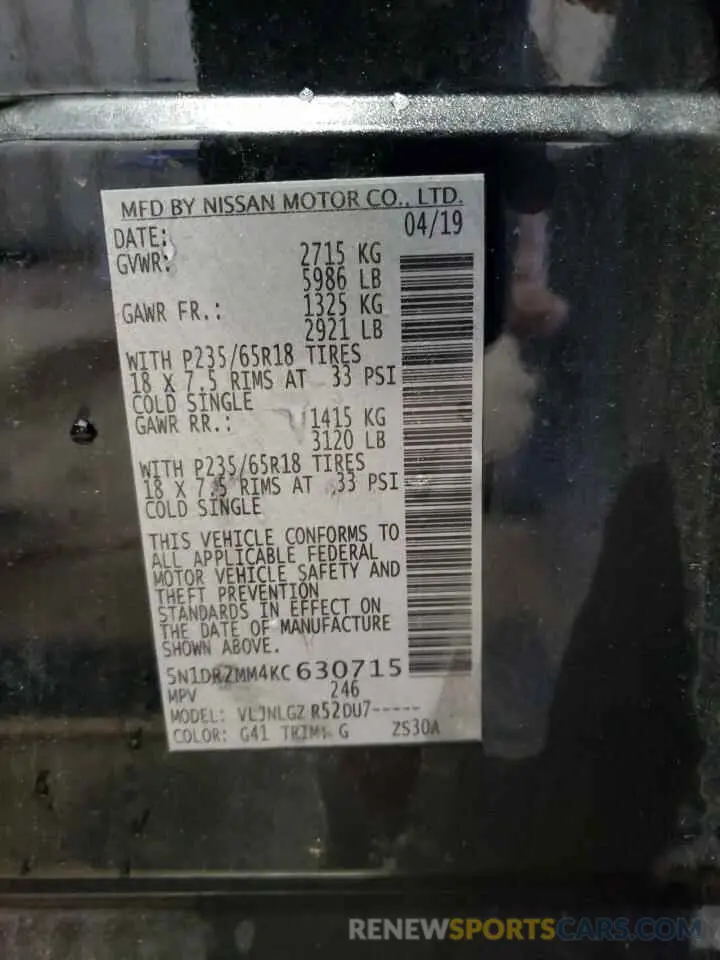 MFD BY NISSAN MOTOR CO., LTD.
DATE: 04/19
GVWR: 2715 KG
5986 LB
GAWR FR.: 1325 KG
2921 LB
WITH P235/65R18 TIRES
18 X 7.5 RIMS AT 33 PSI
COLD SINGLE
GAWR RR.: 1415 KG
3120 LB
WITH P235/65R18 TIRES
18 X 7.5 RIMS AT 33 PSI
COLD SINGLE
THIS VEHICLE CONFORMS TO
ALL APPLICABLE FEDERAL
MOTOR VEHICLE SAFETY AND
THEFT PREVENTION
STANDARDS IN EFFECT ON
THE DATE OF MANUFACTURE
SHOWN ABOVE.
5N1DR2MM4KC630715
MPV 246
MODEL: VLJNLGZ R52DU7-----
COLOR: G41 TRIM: G ZS30A
RENEWSPORTSCARS.COM